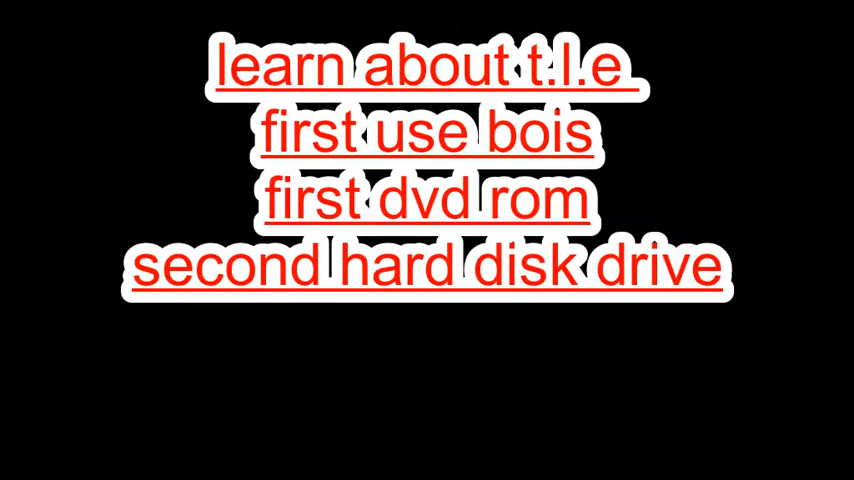 learn about t.l.e
first use bois
first dvd rom
second hard disk drive